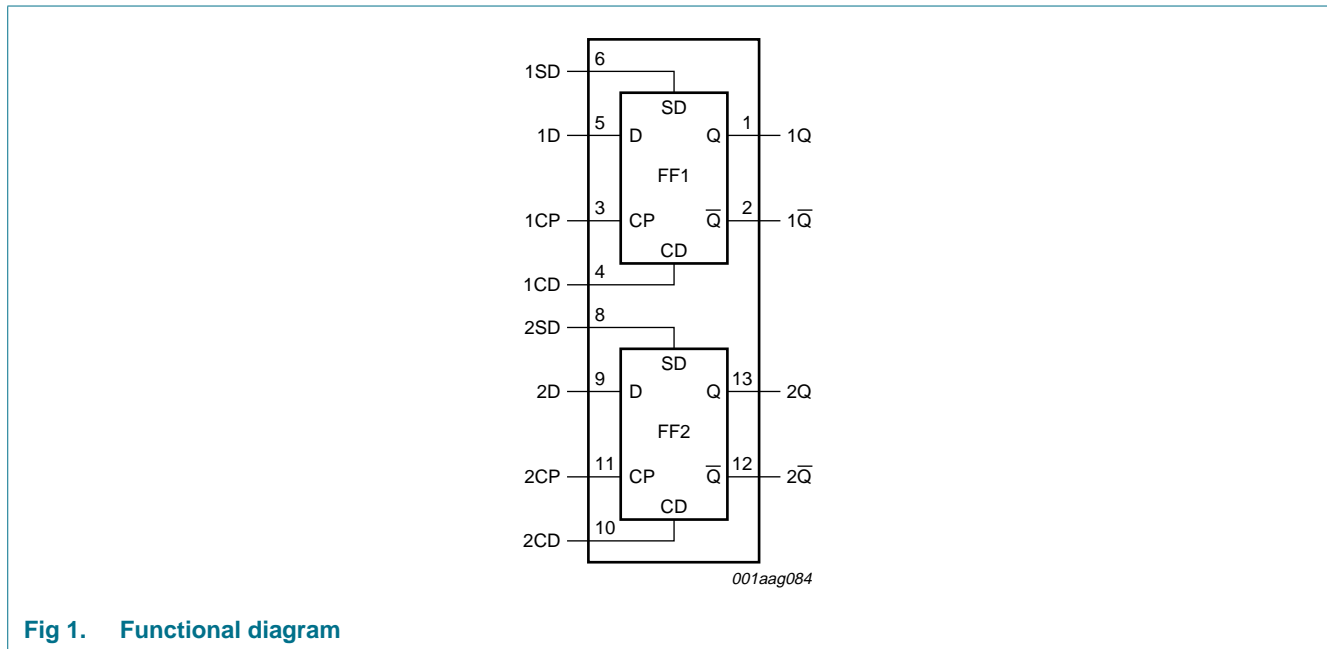 6
1SD
SD
5
1
1D
D
Q
1Q
FF1
3
2
1CP
CP
Q̅
1Q̅
CD
4
1CD
8
2SD
SD
9
13
2D
D
Q
2Q
FF2
11
12
2CP
CP
Q̅
2Q̅
CD
10
2CD
001aag084
Fig 1. Functional diagram